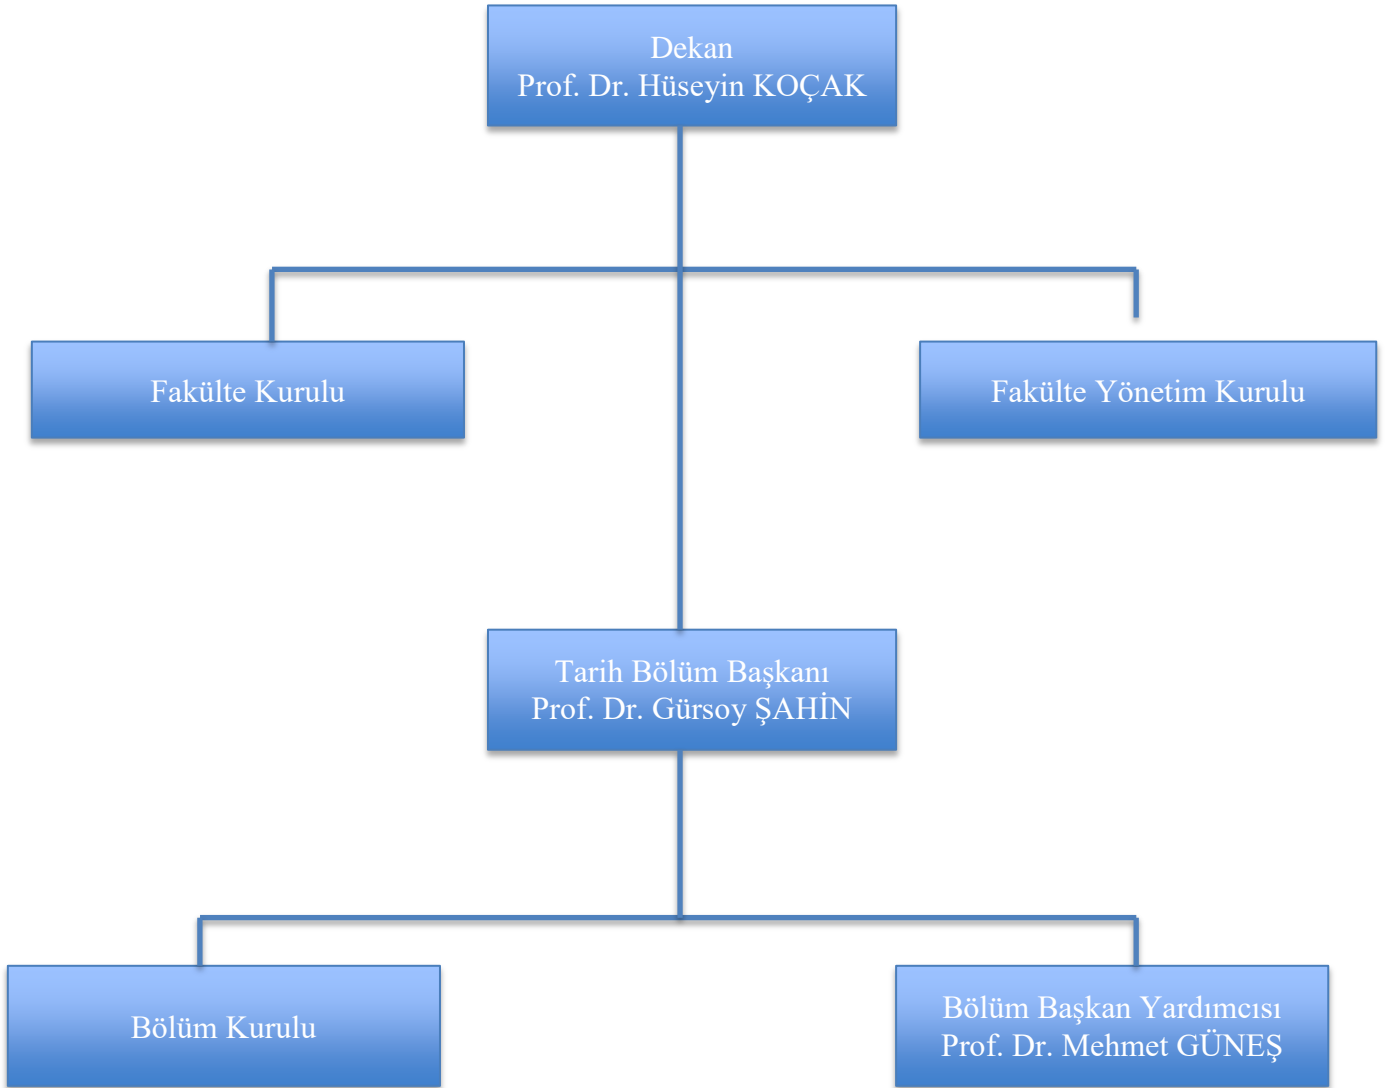 Dekan
Prof. Dr. Hüseyin KOÇAK
Fakülte Kurulu
Fakülte Yönetim Kurulu
Tarih Bölüm Başkanı
Prof. Dr. Gürsoy ŞAHİN
Bölüm Kurulu
Bölüm Başkan Yardımcısı
Prof. Dr. Mehmet GÜNEŞ